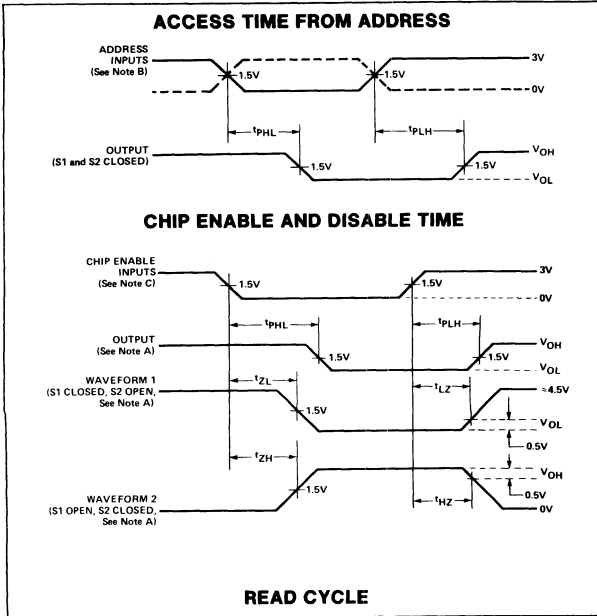 ACCESS TIME FROM ADDRESS
ADDRESS
INPUTS
(See Note B)
1.5V
1.5V
3V
0V
tPHL
tPLH
OUTPUT
(S1 and S2 CLOSED)
1.5V
1.5V
VOH
VOL
CHIP ENABLE AND DISABLE TIME
CHIP ENABLE
INPUTS
(See Note C)
1.5V
1.5V
3V
0V
tPHL
tPLH
OUTPUT
(See Note A)
1.5V
1.5V
VOH
VOL
WAVEFORM 1
(S1 CLOSED, S2 OPEN,
See Note A)
tZL
1.5V
tLZ
≈4.5V
VOL
0.5V
tZH
WAVEFORM 2
(S1 OPEN, S2 CLOSED,
See Note A)
1.5V
tHZ
VOH
0.5V
0V
READ CYCLE